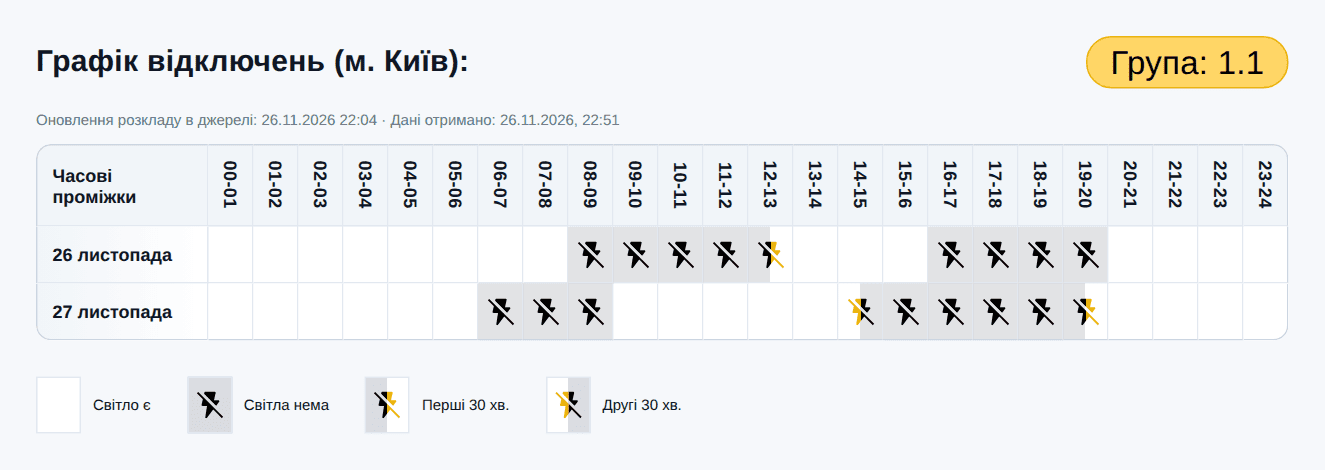 Графік відключень (м. Київ):
Група: 1.1
Оновлення розкладу в джерелі: 26.11.2026 22:04 · Дані отримано: 26.11.2026, 22:51
Часові
проміжки
00-01
01-02
02-03
03-04
04-05
05-06
06-07
07-08
08-09
09-10
10-11
11-12
12-13
13-14
14-15
15-16
16-17
17-18
18-19
19-20
20-21
21-22
22-23
23-24
26 листопада
27 листопада
Світло є
Світла нема
Перші 30 хв.
Другі 30 хв.